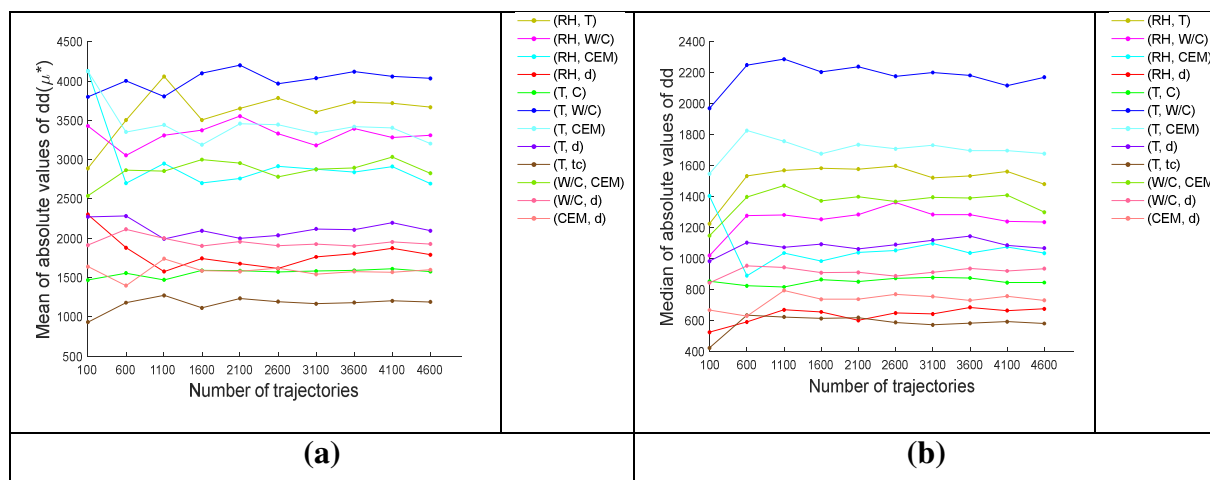 Mean of absolute values of dd(μ*)
4500
4000
3500
3000
2500
2000
1500
1000
500
100 600 1100 1600 2100 2600 3100 3600 4100 4600
Number of trajectories
(RH, T)
(RH, W/C)
(RH, CEM)
(RH, d)
(T, C)
(T, W/C)
(T, CEM)
(T, d)
(T, tc)
(W/C, CEM)
(W/C, d)
(CEM, d)
Median of absolute values of dd
2400
2200
2000
1800
1600
1400
1200
1000
800
600
400
100 600 1100 1600 2100 2600 3100 3600 4100 4600
Number of trajectories
(RH, T)
(RH, W/C)
(RH, CEM)
(RH, d)
(T, C)
(T, W/C)
(T, CEM)
(T, d)
(T, tc)
(W/C, CEM
(W/C, d)
(CEM, d)
(a)
(b)